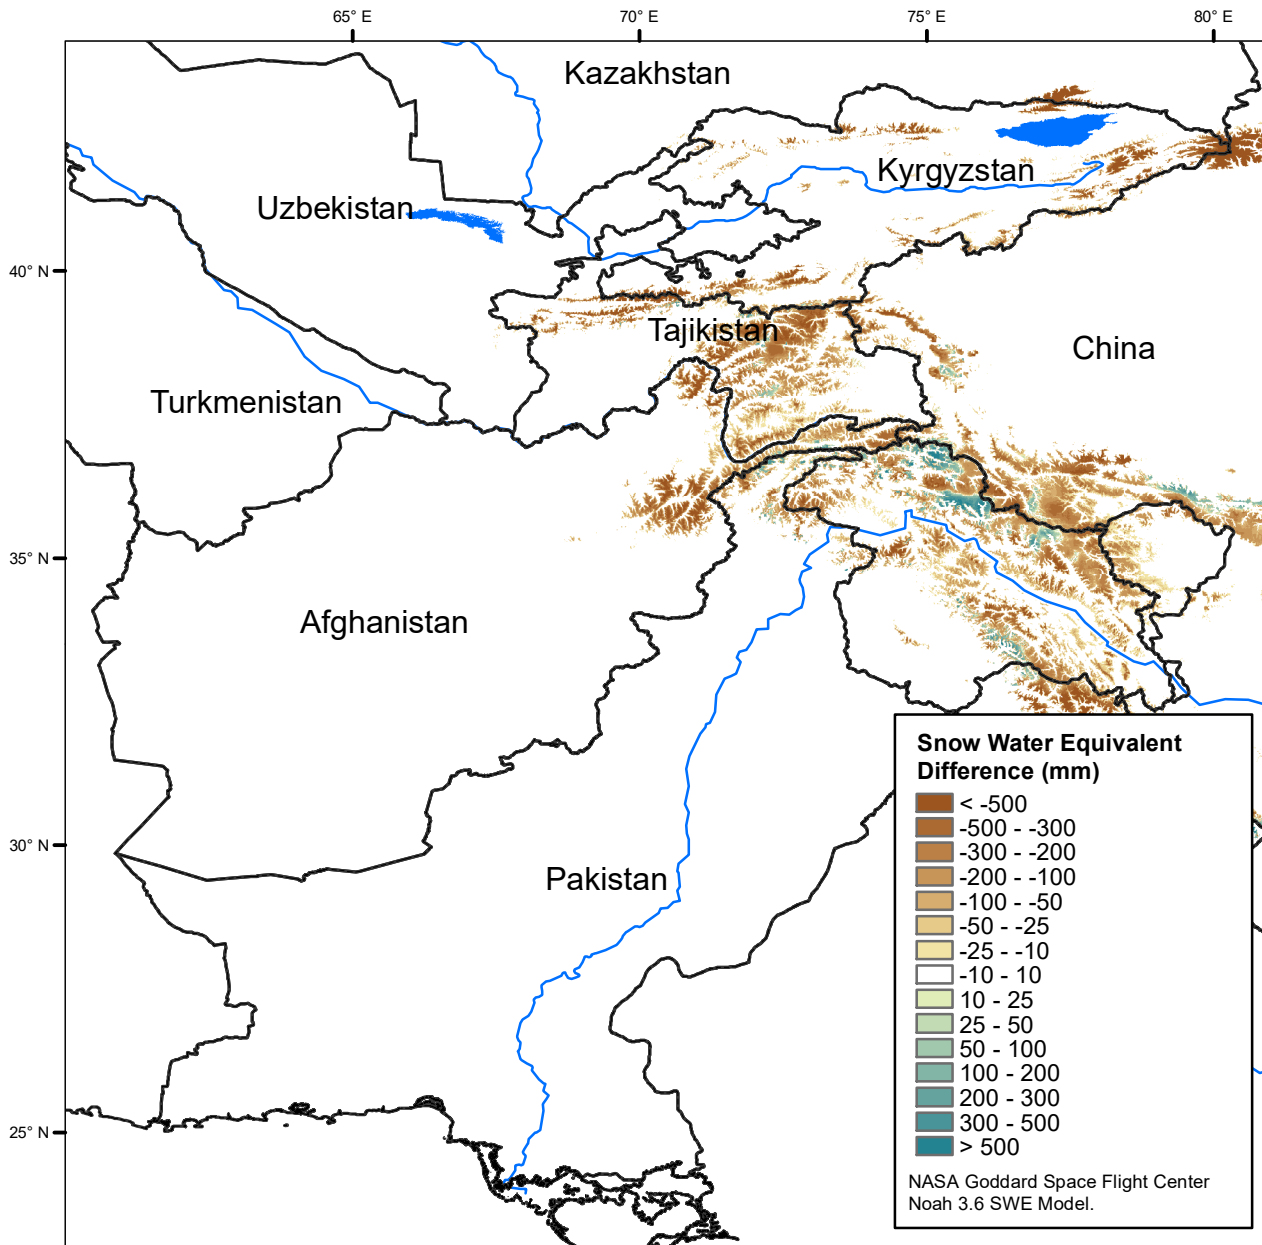 65° E
70° E
75° E
80° E
Kazakhstan
Kyrgyzstan
Uzbekistan
40° N
Tajikistan
China
Turkmenistan
35° N
Afghanistan
Snow Water Equivalent
Difference (mm)
< -500
-500 - -300
30° N
-300 - -200
-200 - -100
Pakistan
-100 - -50
-50 - -25
-25 - -10
-10 - 10
10 - 25
25 - 50
50 - 100
100 - 200
200 - 300
300 - 500
25° N
> 500
NASA Goddard Space Flight Center
Noah 3.6 SWE Model.